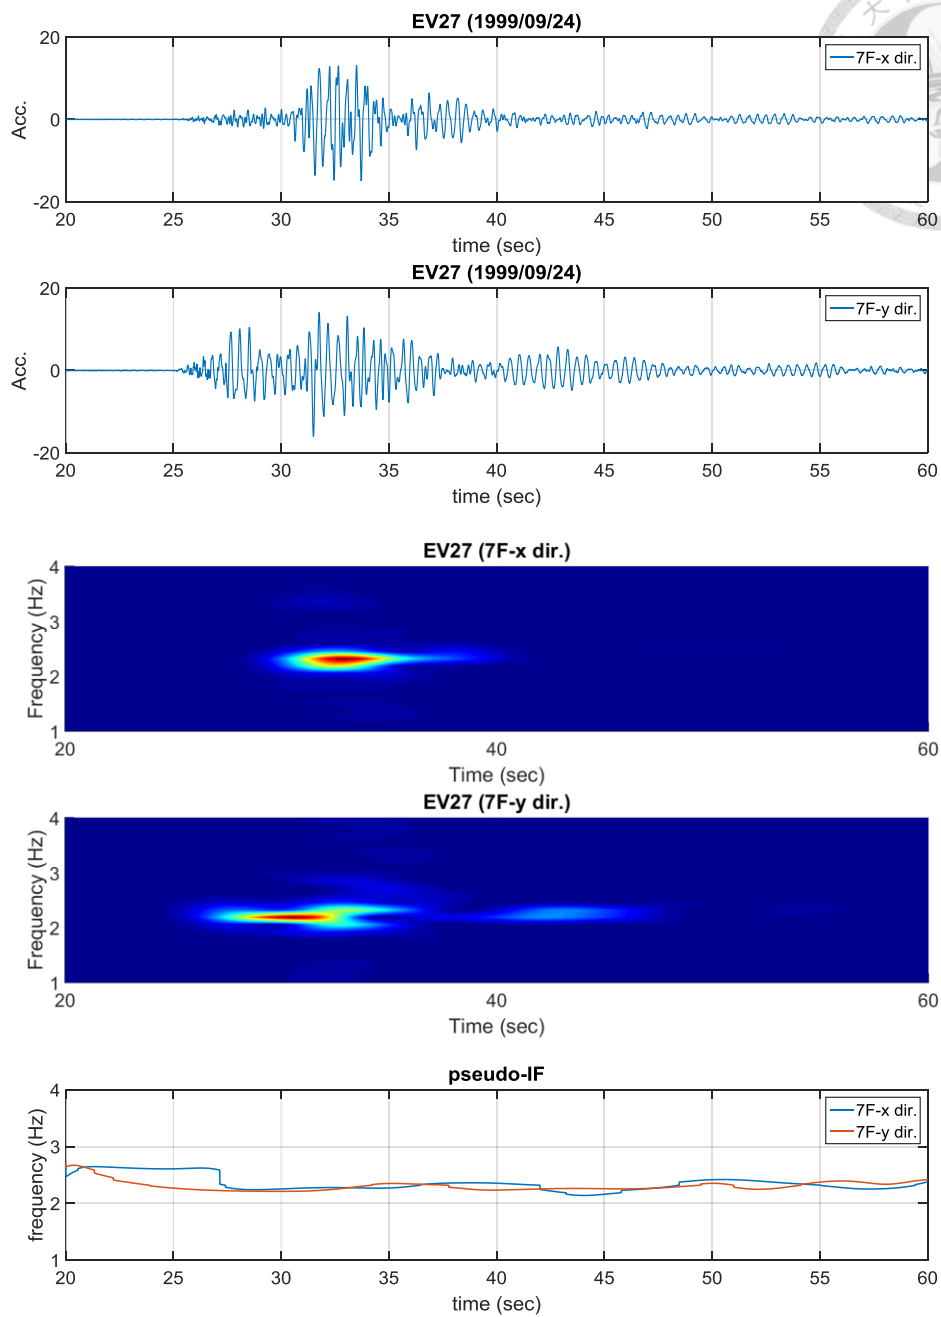 EV27 (1999/09/24)
20
0
-20
Acc.
7F-x dir.
20 25 30 35 40 45 50 55 60
time (sec)
EV27 (1999/09/24)
20
0
-20
Acc.
7F-y dir.
20 25 30 35 40 45 50 55 60
time (sec)
EV27 (7F-x dir.)
4
3
2
1
Frequency (Hz)
20 40 60
Time (sec)
EV27 (7F-y dir.)
4
3
2
1
Frequency (Hz)
20 40 60
Time (sec)
pseudo-IF
4
3
2
1
frequency (Hz)
7F-x dir.
7F-y dir.
20 25 30 35 40 45 50 55 60
time (sec)